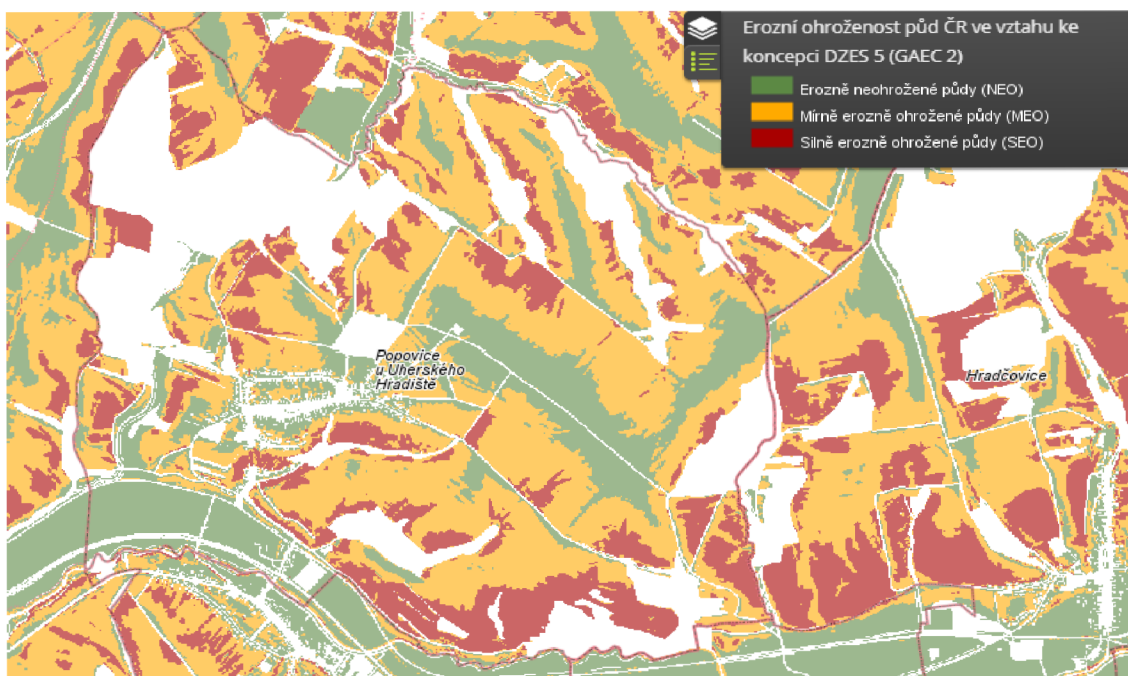 Erozní ohroženost půd ČR ve vztahu ke
koncepci DZES 5 (GAEC 2)
Erozně neohrožené půdy (NEO)
Mírně erozně ohrožené půdy (MEO)
Silně erozně ohrožené půdy (SEO)
Popovice
u Uherského
Hradiště
Hradčovice